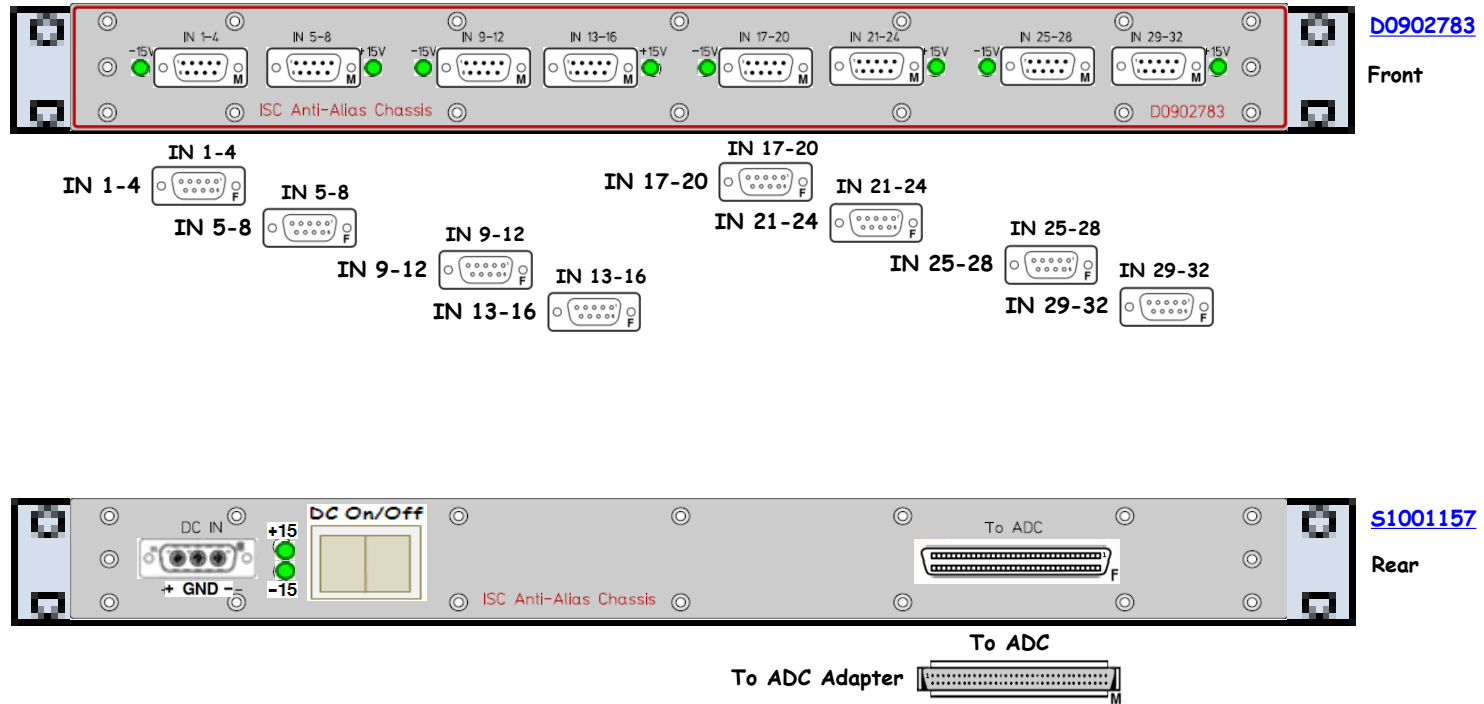 IN 1-4 IN 5-8 IN 9-12 IN 13-16 IN 17-20 IN 21-24 IN 25-28 IN 29-32
-15V +15V -15V +15V -15V +15V -15V +15V
M M M M M M M M
ISC Anti-Alias Chassis D0902783
D0902783
Front
IN 1-4
IN 1-4 F
IN 5-8
IN 5-8 F
IN 9-12
IN 9-12 F
IN 13-16
IN 13-16 F
IN 17-20
IN 17-20 F
IN 21-24
IN 21-24 F
IN 25-28
IN 25-28 F
IN 29-32
IN 29-32 F
DC IN
+ GND -
+15
-15
DC On/Off
ISC Anti-Alias Chassis
To ADC
1
F
S1001157
Rear
To ADC
To ADC Adapter
1
M